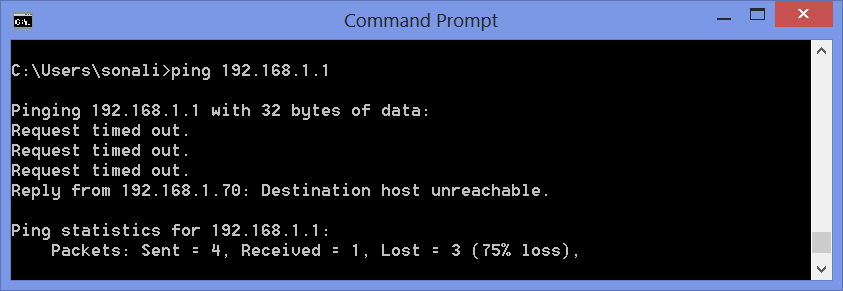 Command Prompt
C:\Users\sonali>ping 192.168.1.1
Pinging 192.168.1.1 with 32 bytes of data:
Request timed out.
Request timed out.
Request timed out.
Reply from 192.168.1.70: Destination host unreachable.
Ping statistics for 192.168.1.1:
    Packets: Sent = 4, Received = 1, Lost = 3 (75% loss),